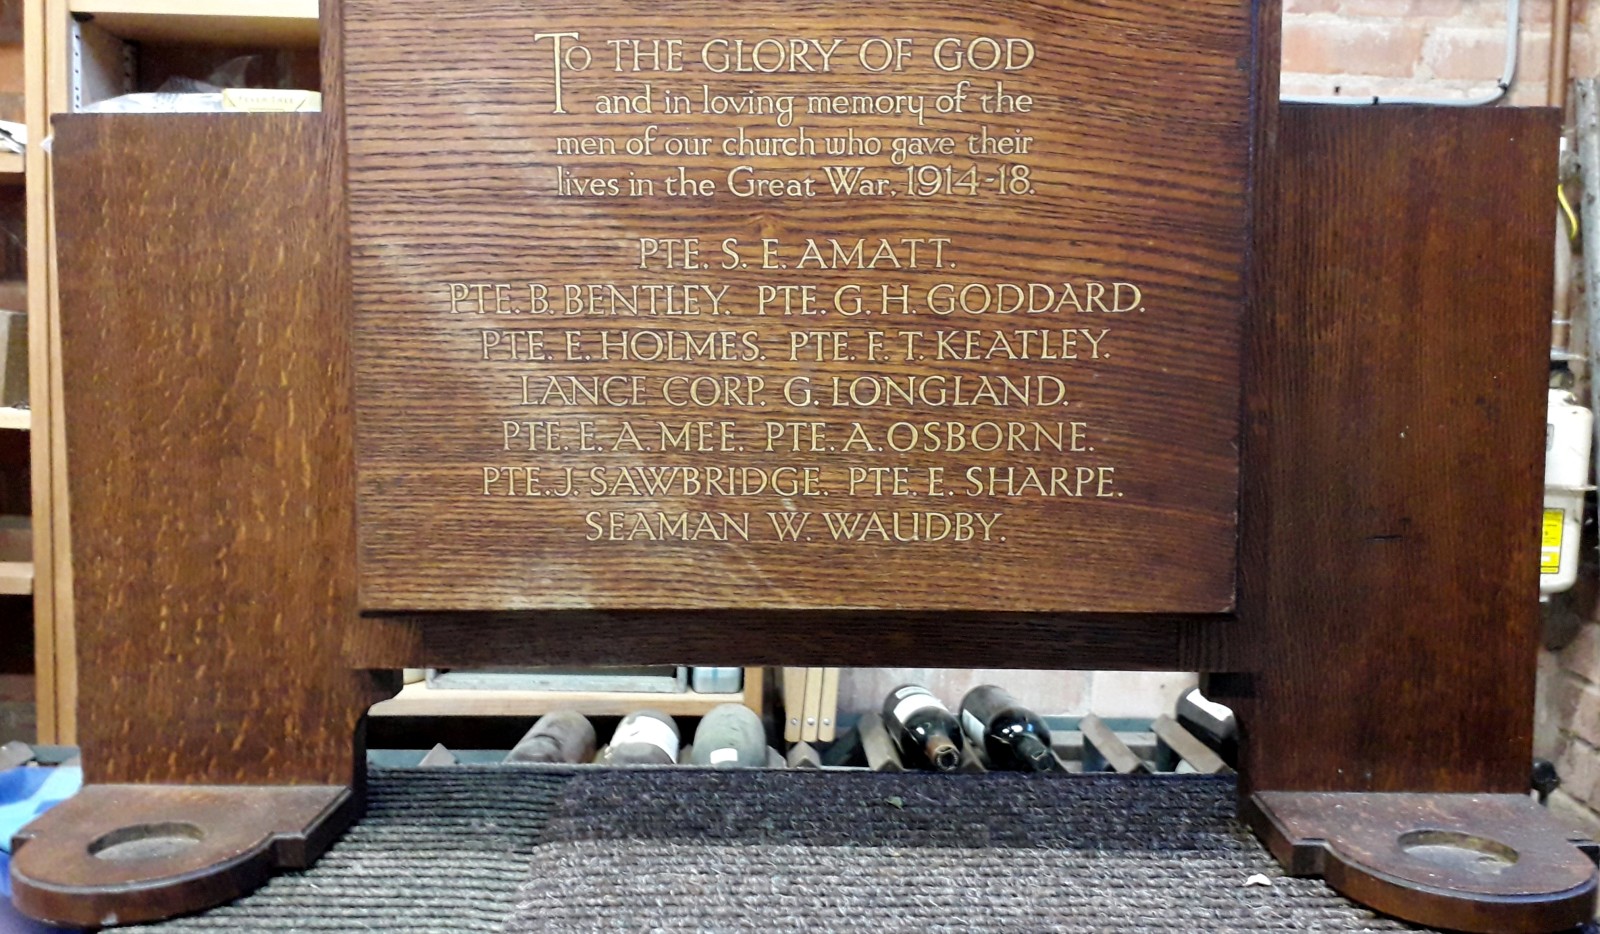 To THE GLORY OF GOD
and in loving memory of the
men of our church who gave their
lives in the Great War, 1914-18.
PTE. S. E. AMATT.
PTE. B. BENTLEY. PTE. G. H. GODDARD.
PTE. E. HOLMES. PTE. F. T. KEATLEY.
LANCE CORP. G. LONGLAND.
PTE. E. A. MEE. PTE. A. OSBORNE.
PTE. J. SAWBRIDGE. PTE. E. SHARPE.
SEAMAN W. WAUDBY.